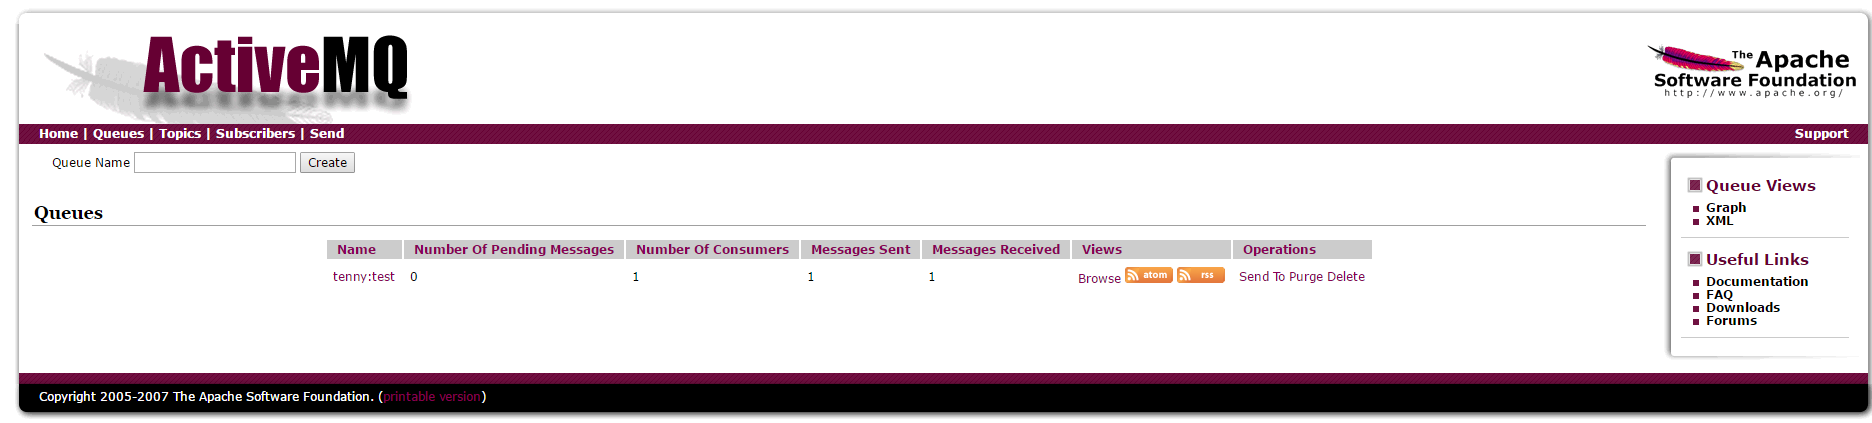 ActiveMQ
The Apache
Software Foundation
http://www.apache.org/
Home | Queues | Topics | Subscribers | Send
Support
Queue Name Create
Queues
Name Number Of Pending Messages Number Of Consumers Messages Sent Messages Received Views Operations
tenny:test 0 1 1 1 Browse atom rss Send To Purge Delete
Queue Views
Graph
XML
Useful Links
Documentation
FAQ
Downloads
Forums
Copyright 2005-2007 The Apache Software Foundation. (printable version)